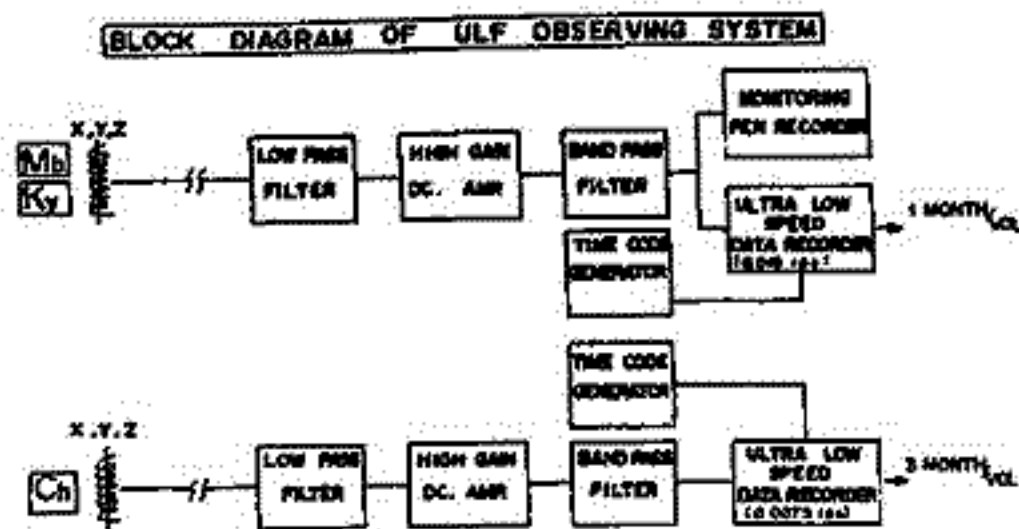 BLOCK DIAGRAM OF ULF OBSERVING SYSTEM
X,Y,Z
Mb
Ky
LOW PASS
FILTER
HIGH GAIN
DC. AMP.
BAND PASS
FILTER
MONITORING
PEN RECORDER
ULTRA LOW
SPEED
DATA RECORDER
1 MONTH/VOL
TIME CODE
GENERATOR
TIME CODE
GENERATOR
X,Y,Z
Ch
LOW PASS
FILTER
HIGH GAIN
DC. AMP.
BAND PASS
FILTER
ULTRA LOW
SPEED
DATA RECORDER
3 MONTH/VOL